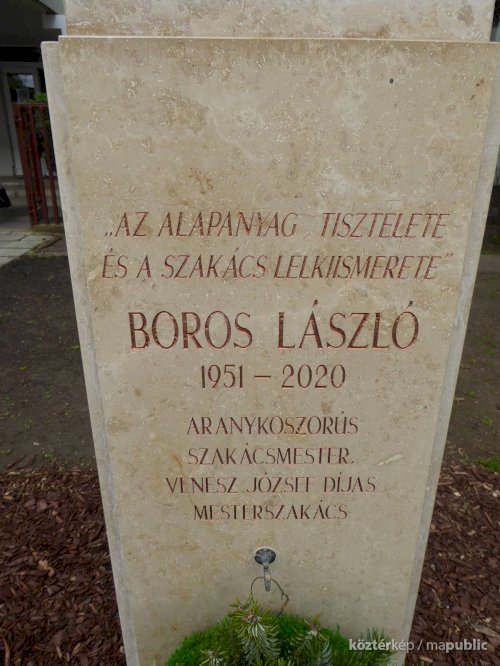 „AZ ALAPANYAG TISZTELETE
ÉS A SZAKÁCS LELKIISMERETE"
BOROS LÁSZLÓ
1951 – 2020
ARANYKOSZORÚS
SZAKÁCSMESTER.
VENESZ JÓZSEF DÍJAS
MESTERSZAKÁCS
köztérkép / mapublic